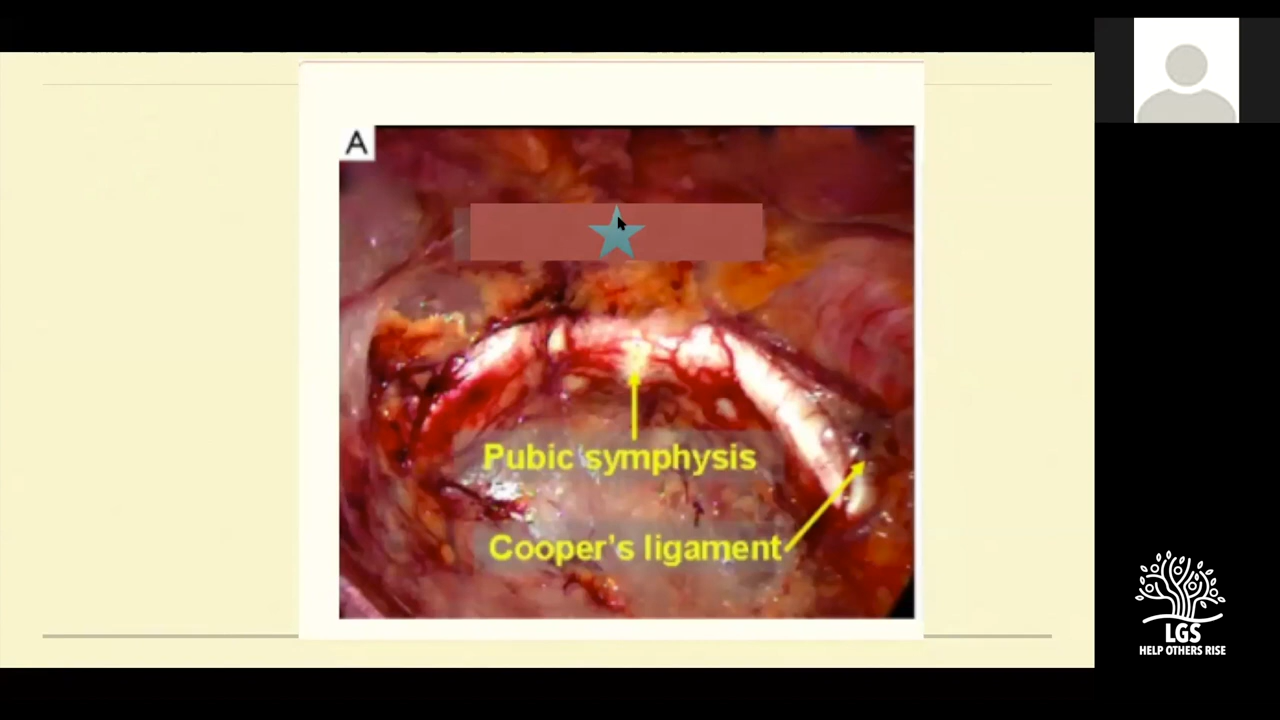 A
Pubic symphysis
Cooper's ligament
LGS
HELP OTHERS RISE